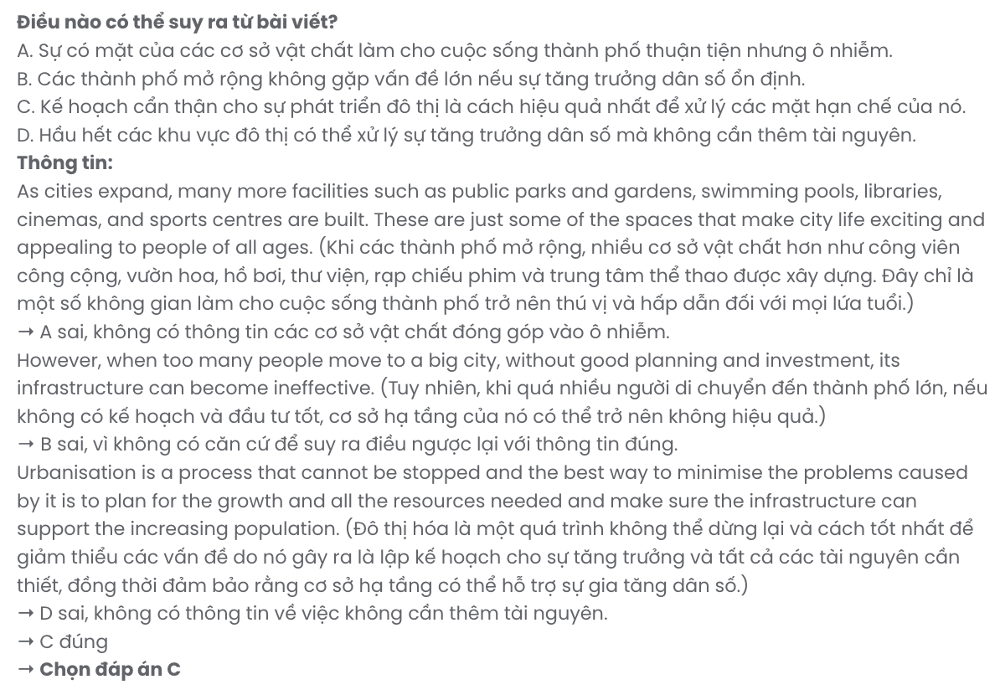 Điều nào có thể suy ra từ bài viết?
A. Sự có mặt của các cơ sở vật chất làm cho cuộc sống thành phố thuận tiện nhưng ô nhiễm.
B. Các thành phố mở rộng không gặp vấn đề lớn nếu sự tăng trưởng dân số ổn định.
C. Kế hoạch cẩn thận cho sự phát triển đô thị là cách hiệu quả nhất để xử lý các mặt hạn chế của nó.
D. Hầu hết các khu vực đô thị có thể xử lý sự tăng trưởng dân số mà không cần thêm tài nguyên.
Thông tin:
As cities expand, many more facilities such as public parks and gardens, swimming pools, libraries,
cinemas, and sports centres are built. These are just some of the spaces that make city life exciting and
appealing to people of all ages. (Khi các thành phố mở rộng, nhiều cơ sở vật chất hơn như công viên
công cộng, vườn hoa, hồ bơi, thư viện, rạp chiếu phim và trung tâm thể thao được xây dựng. Đây chỉ là
một số không gian làm cho cuộc sống thành phố trở nên thú vị và hấp dẫn đối với mọi lứa tuổi.)
→ A sai, không có thông tin các cơ sở vật chất đóng góp vào ô nhiễm.
However, when too many people move to a big city, without good planning and investment, its
infrastructure can become ineffective. (Tuy nhiên, khi quá nhiều người di chuyển đến thành phố lớn, nếu
không có kế hoạch và đầu tư tốt, cơ sở hạ tầng của nó có thể trở nên không hiệu quả.)
→ B sai, vì không có căn cứ để suy ra điều ngược lại với thông tin đúng.
Urbanisation is a process that cannot be stopped and the best way to minimise the problems caused
by it is to plan for the growth and all the resources needed and make sure the infrastructure can
support the increasing population. (Đô thị hóa là một quá trình không thể dừng lại và cách tốt nhất để
giảm thiểu các vấn đề do nó gây ra là lập kế hoạch cho sự tăng trưởng và tất cả các tài nguyên cần
thiết, đồng thời đảm bảo rằng cơ sở hạ tầng có thể hỗ trợ sự gia tăng dân số.)
→ D sai, không có thông tin về việc không cần thêm tài nguyên.
→ C đúng
→ Chọn đáp án C